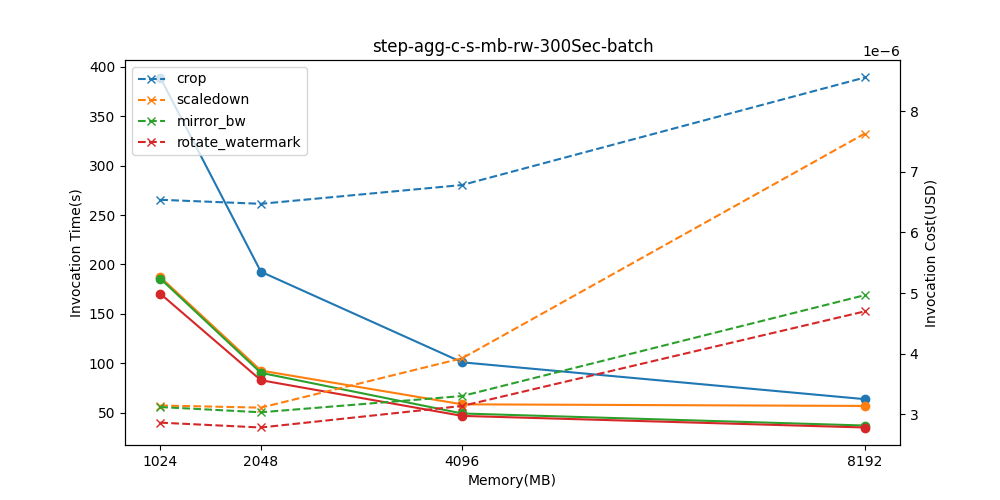 step-agg-c-s-mb-rw-300Sec-batch
1e−6
crop
scaledown
mirror_bw
rotate_watermark
Invocation Time(s)
400
350
300
250
200
150
100
50
8
7
6
5
4
3
Invocation Cost(USD)
1024 2048 4096 8192
Memory(MB)